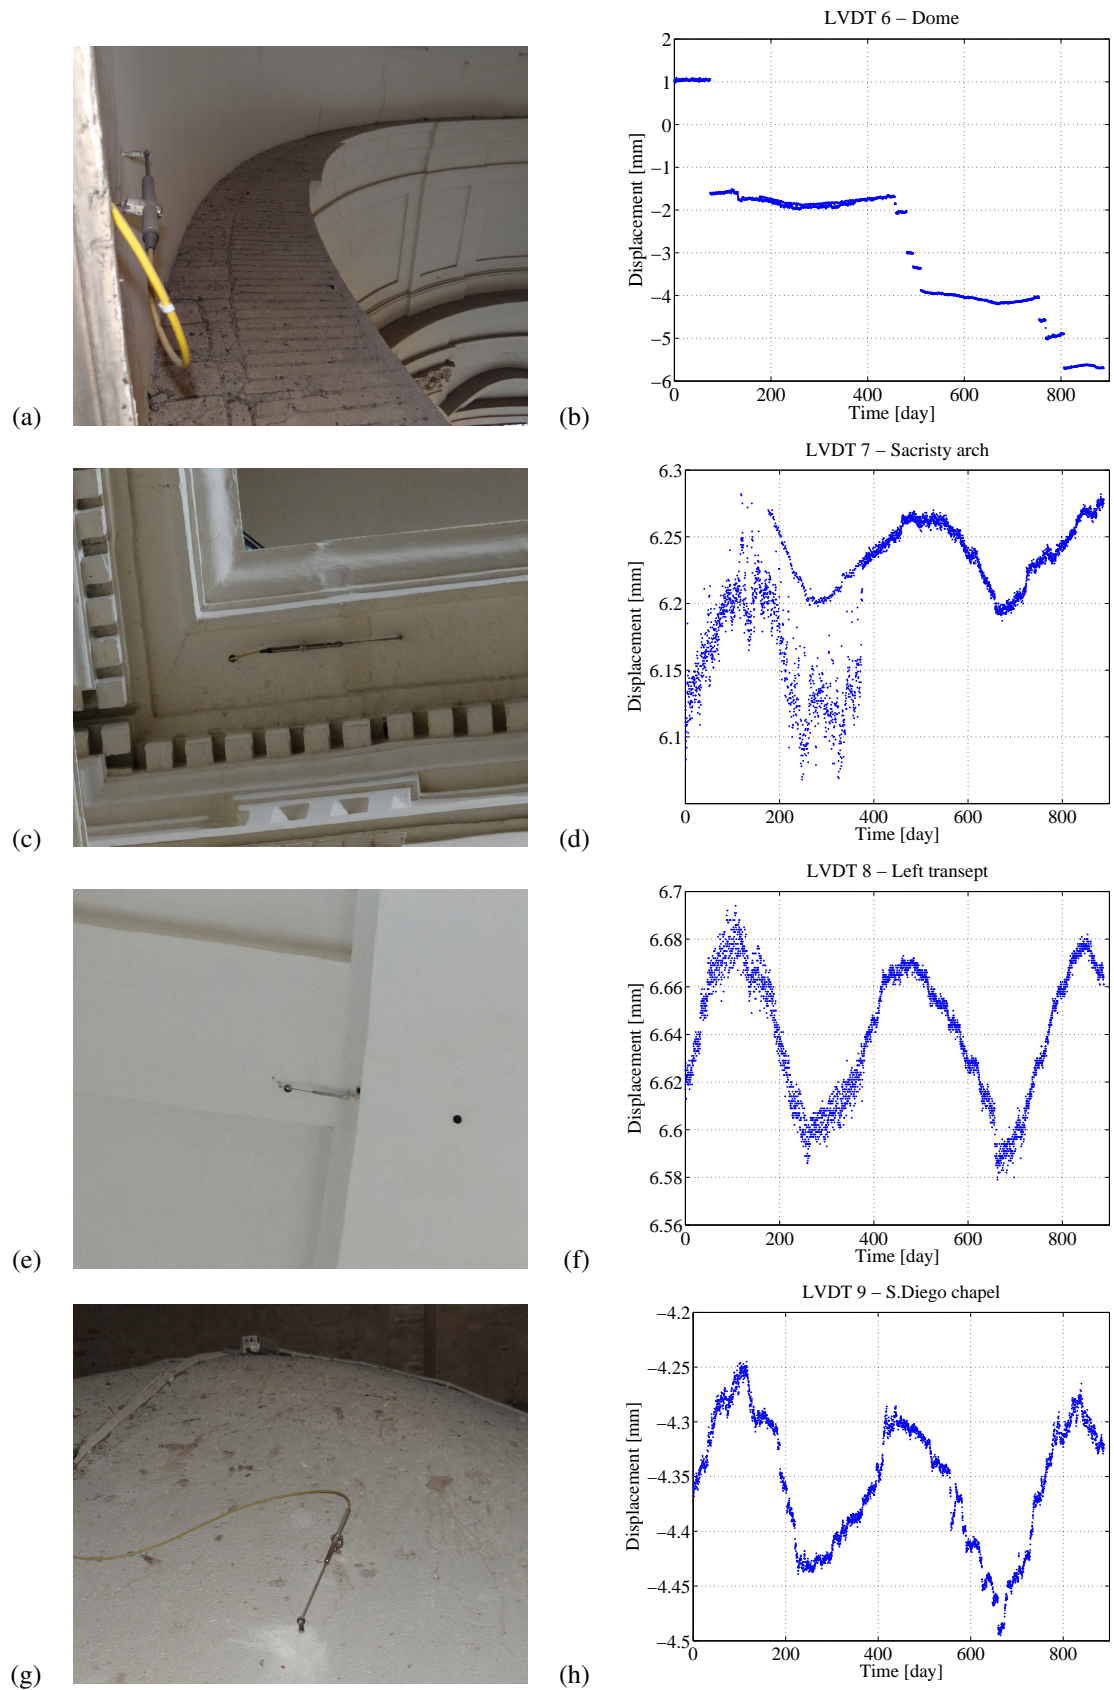 LVDT 6 – Dome
2
1
0
−1
−2
−3
−4
−5
−6
Displacement [mm]
0 200 400 600 800
Time [day]
(a)
(b)
LVDT 7 – Sacristy arch
6.3
6.25
6.2
6.15
6.1
Displacement [mm]
0 200 400 600 800
Time [day]
(c)
(d)
LVDT 8 – Left transept
6.7
6.68
6.66
6.64
6.62
6.6
6.58
6.56
Displacement [mm]
0 200 400 600 800
Time [day]
(e)
(f)
LVDT 9 – S.Diego chapel
−4.2
−4.25
−4.3
−4.35
−4.4
−4.45
−4.5
Displacement [mm]
0 200 400 600 800
Time [day]
(g)
(h)